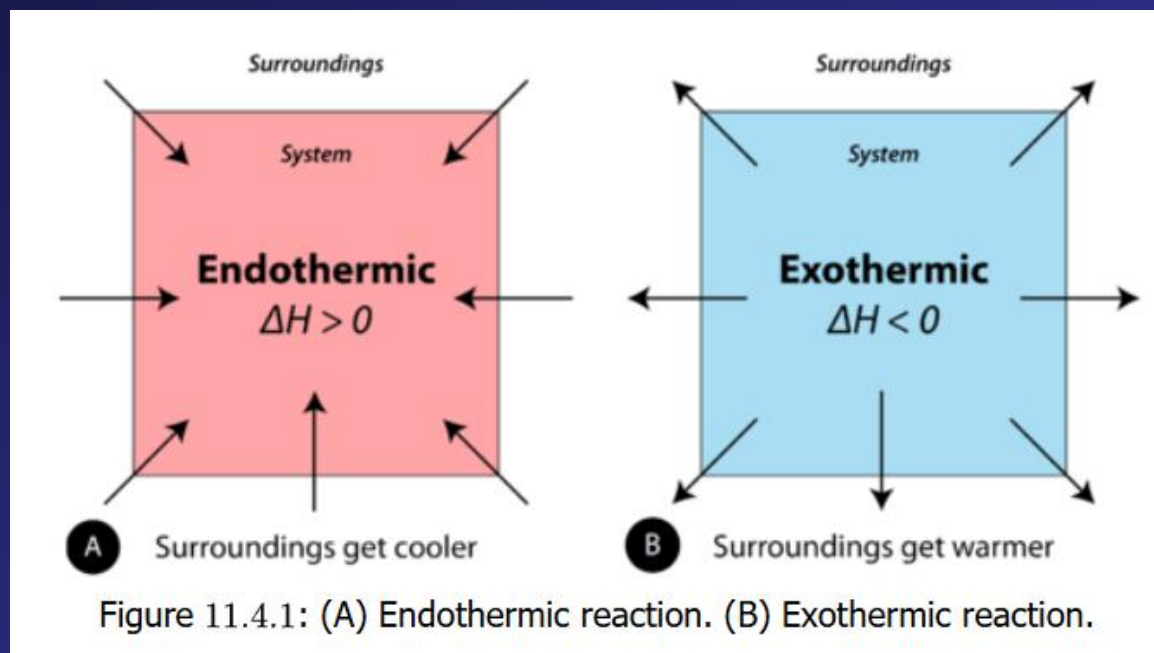 Surroundings
System
Endothermic
ΔH > 0
A Surroundings get cooler
Surroundings
System
Exothermic
ΔH < 0
B Surroundings get warmer
Figure 11.4.1: (A) Endothermic reaction. (B) Exothermic reaction.